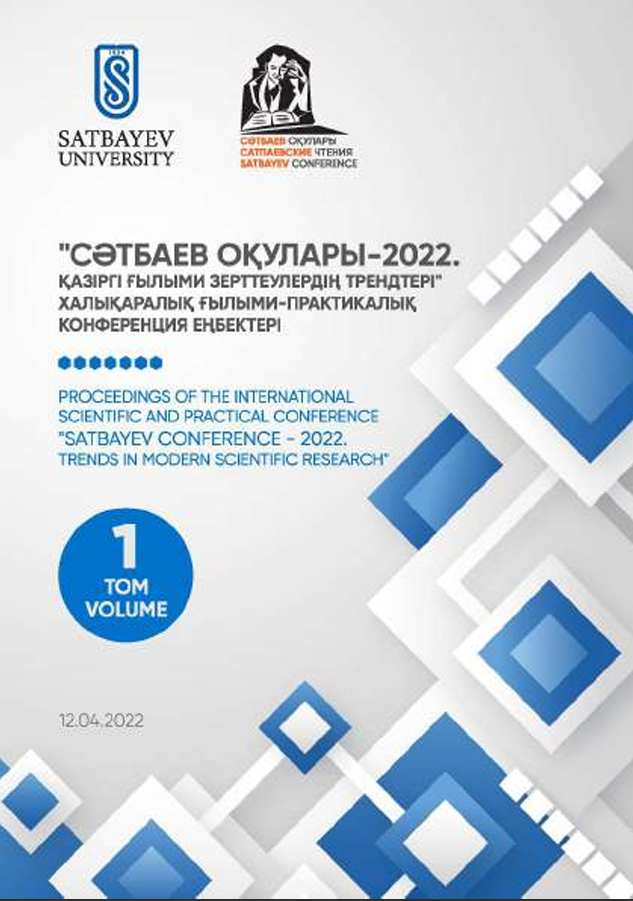 1934
SATBAYEV
UNIVERSITY
СӘТБАЕВ ОҚУЛАРЫ
САТПАЕВСКИЕ ЧТЕНИЯ
SATBAYEV CONFERENCE
"СӘТБАЕВ ОҚУЛАРЫ-2022.
ҚАЗІРГІ ҒЫЛЫМИ ЗЕРТТЕУЛЕРДІҢ ТРЕНДТЕРІ"
ХАЛЫҚАРАЛЫҚ ҒЫЛЫМИ-ПРАКТИКАЛЫҚ
КОНФЕРЕНЦИЯ ЕҢБЕКТЕРІ
PROCEEDINGS OF THE INTERNATIONAL
SCIENTIFIC AND PRACTICAL CONFERENCE
"SATBAYEV CONFERENCE - 2022.
TRENDS IN MODERN SCIENTIFIC RESEARCH"
1
ТОМ
VOLUME
12.04.2022